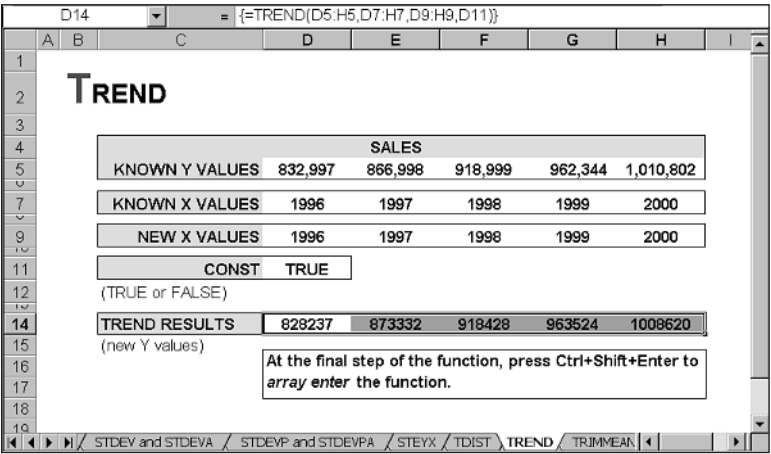 D14 = {=TREND(D5:H5,D7:H7,D9:H9,D11)}
A B C D E F G H I
1
2 TREND
3
4 SALES
5 KNOWN Y VALUES 832,997 866,998 918,999 962,344 1,010,802
7 KNOWN X VALUES 1996 1997 1998 1999 2000
9 NEW X VALUES 1996 1997 1998 1999 2000
11 CONST TRUE
12 (TRUE or FALSE)
14 TREND RESULTS 828237 873332 918428 963524 1008620
15 (new Y values)
16 At the final step of the function, press Ctrl+Shift+Enter to
17 array enter the function.
18
19
STDEV and STDEVA STDEVP and STDEVPA STEYX TDIST TREND TRIMMEAN